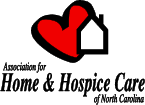 Association for
Home & Hospice Care
of North Carolina